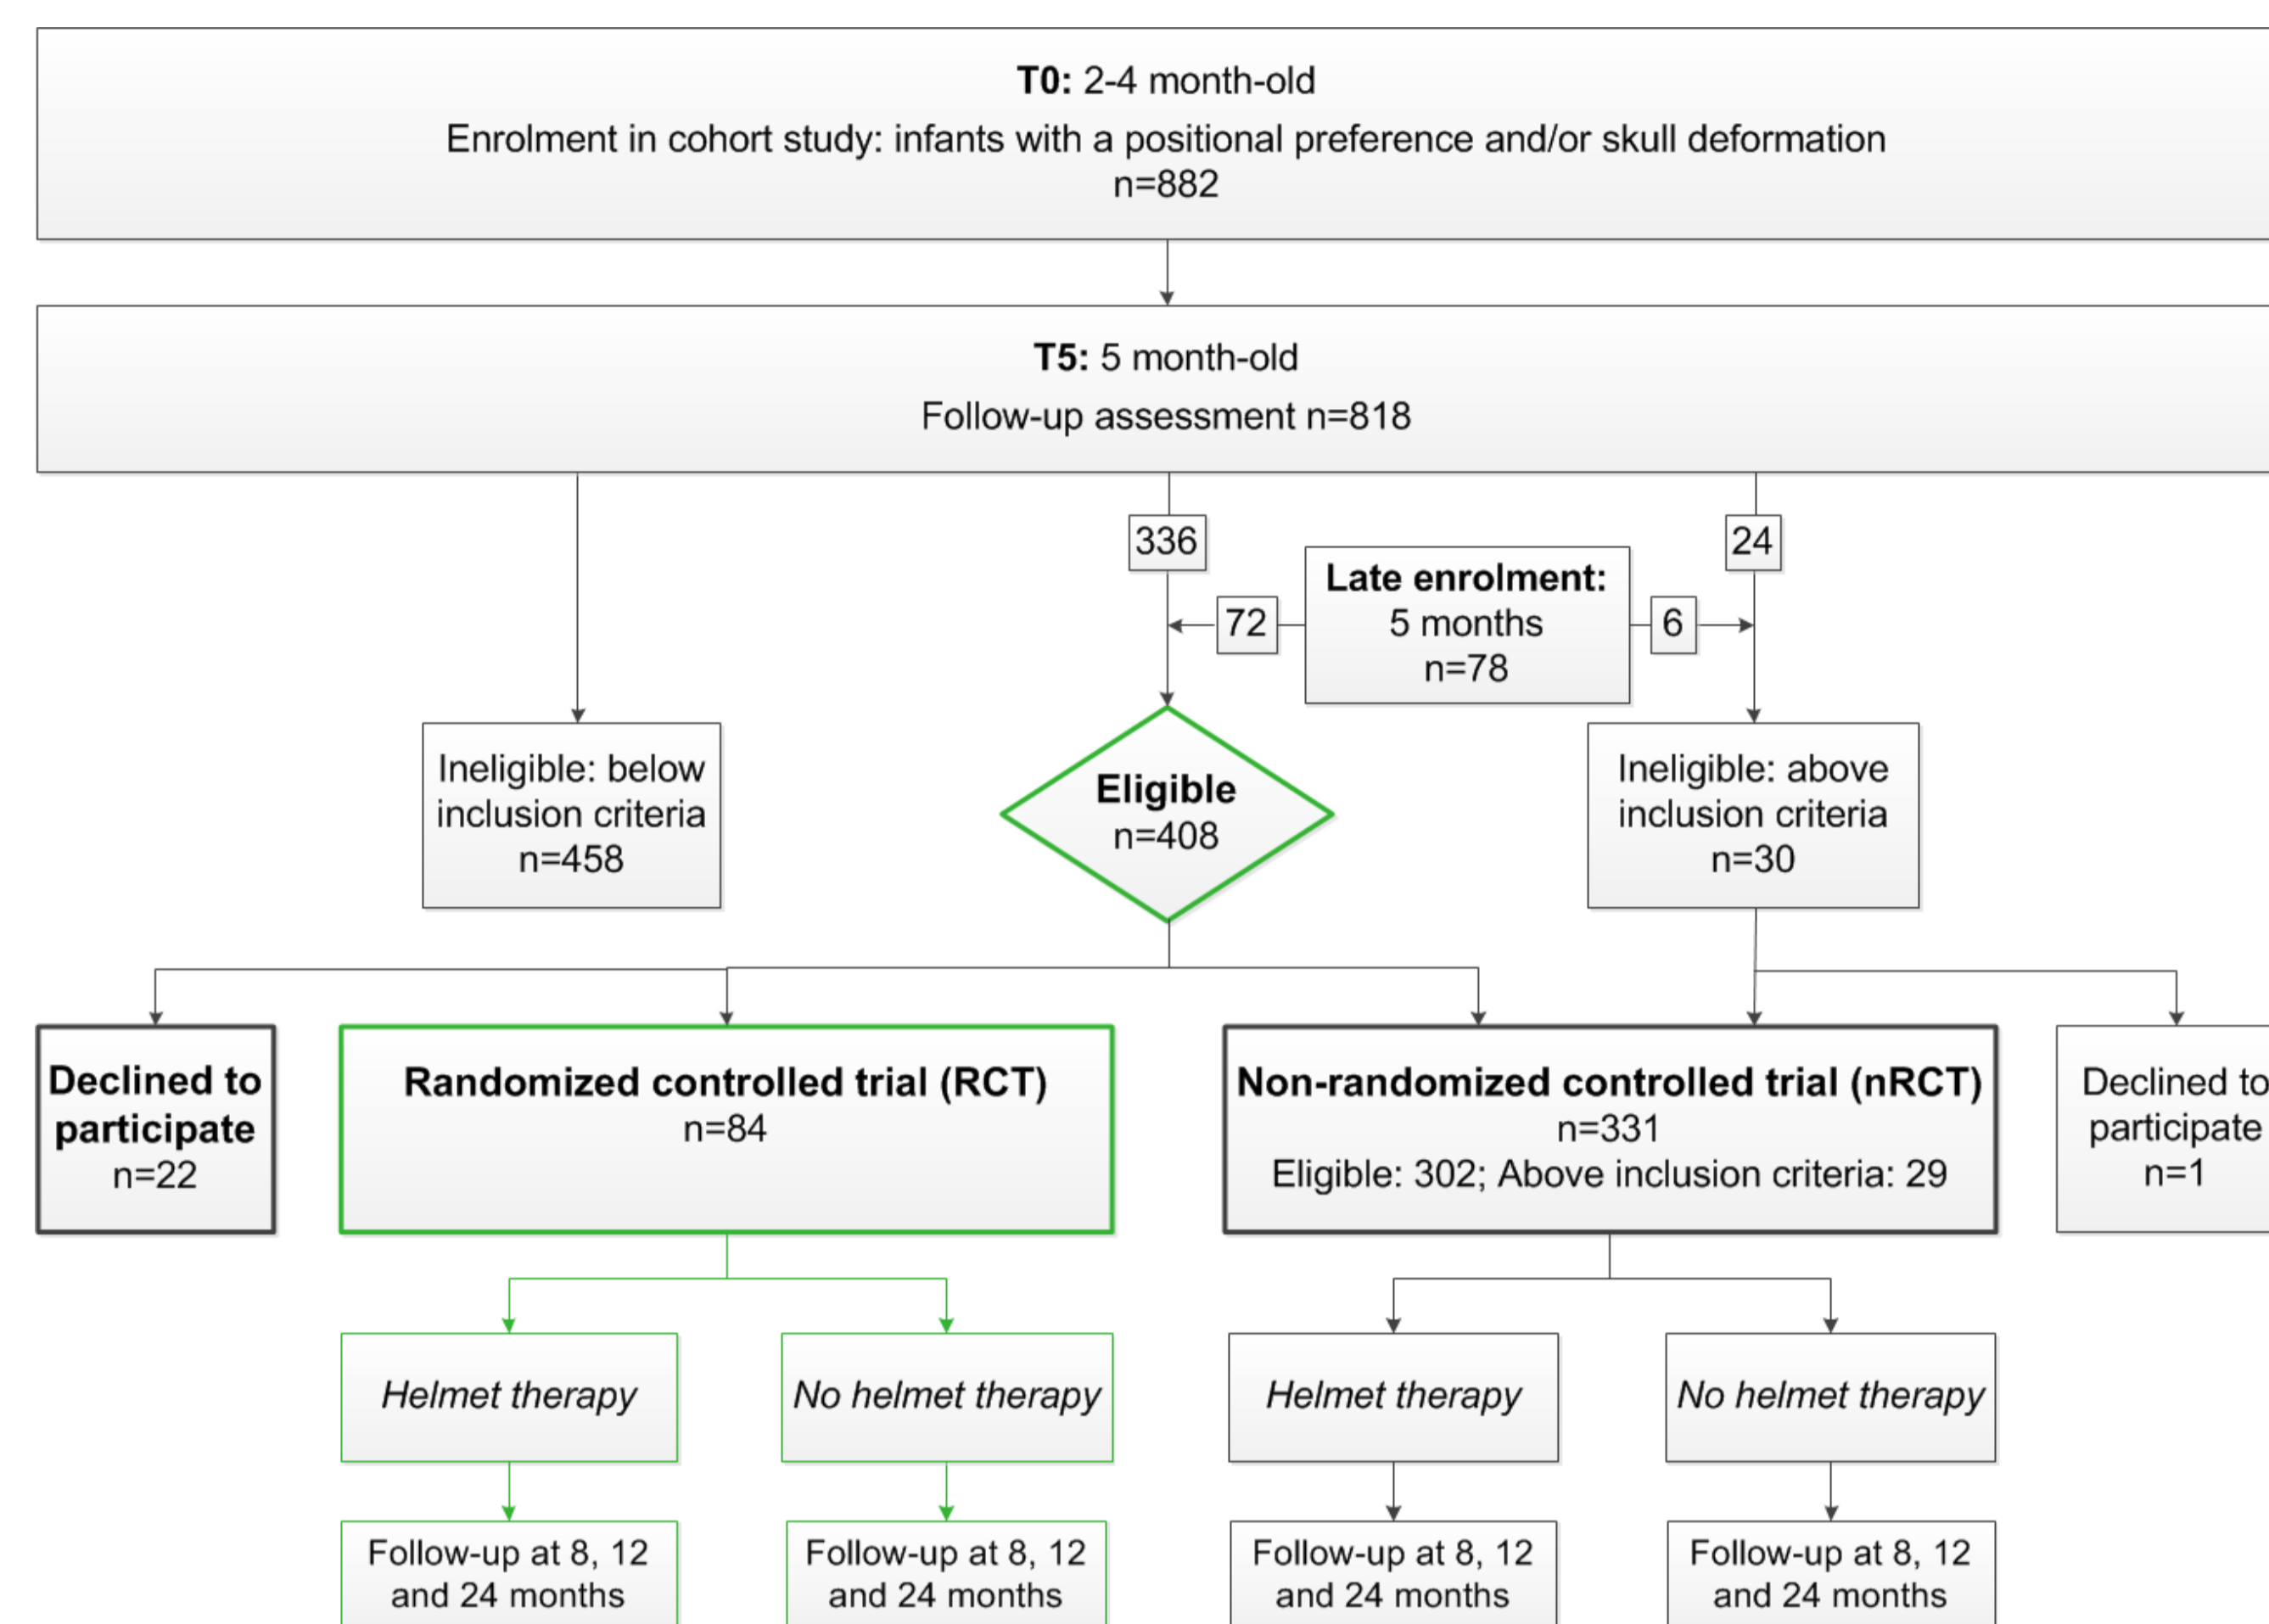 T0: 2-4 month-old
Enrolment in cohort study: infants with a positional preference and/or skull deformation
n=882
T5: 5 month-old
Follow-up assessment n=818
336
24
Late enrolment:
5 months
n=78
72
6
Ineligible: below
inclusion criteria
n=458
Eligible
n=408
Ineligible: above
inclusion criteria
n=30
Declined to
participate
n=22
Randomized controlled trial (RCT)
n=84
Non-randomized controlled trial (nRCT)
n=331
Eligible: 302; Above inclusion criteria: 29
Declined to
participate
n=1
Helmet therapy
No helmet therapy
Helmet therapy
No helmet therapy
Follow-up at 8, 12
and 24 months
Follow-up at 8, 12
and 24 months
Follow-up at 8, 12
and 24 months
Follow-up at 8, 12
and 24 months